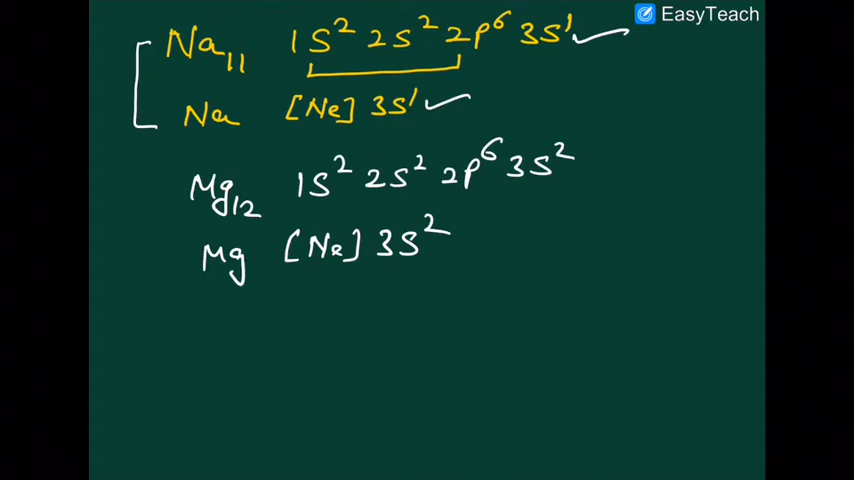 EasyTeach
Na₁₁ 1s² 2s² 2p⁶ 3s¹ ✓
Na [Ne] 3s¹ ✓
Mg₁₂ 1s² 2s² 2p⁶ 3s²
Mg [Ne] 3s²